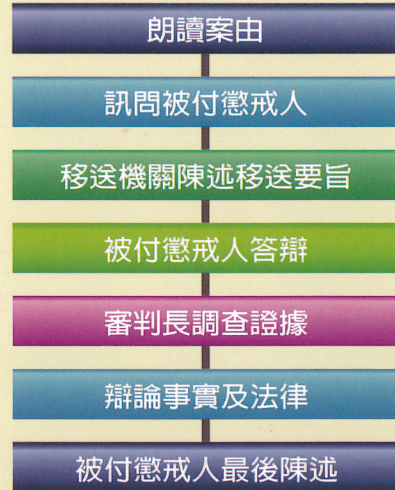 朗讀案由
訊問被付懲戒人
移送機關陳述移送要旨
被付懲戒人答辯
審判長調查證據
辯論事實及法律
被付懲戒人最後陳述